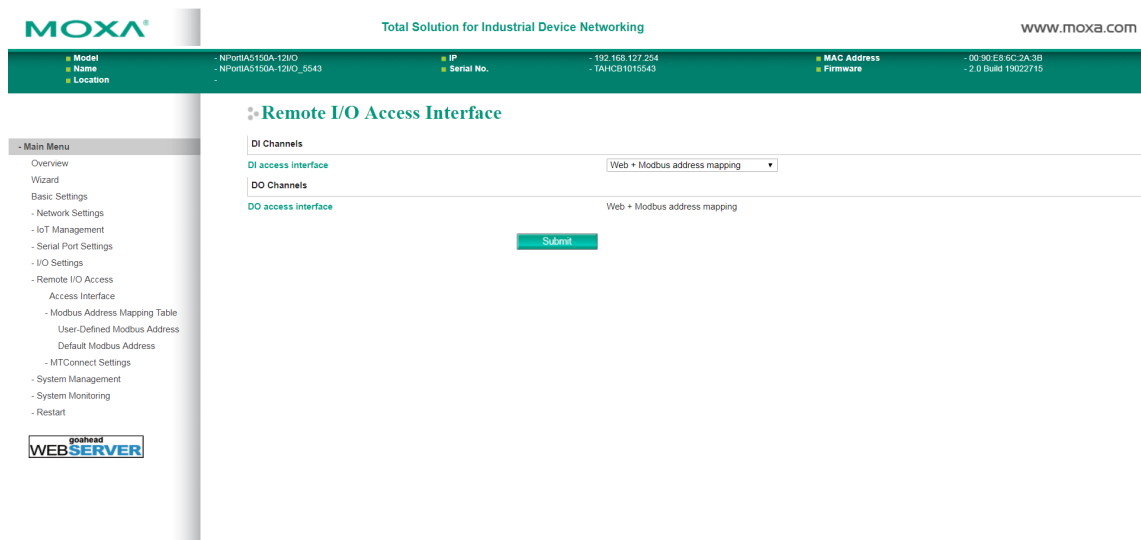 MOXA®
Total Solution for Industrial Device Networking
www.moxa.com
Model - NPortIA5150A-12I/O IP - 192.168.127.254 MAC Address - 00:90:E8:6C:2A:3B
Name - NPortIA5150A-12I/O_5543 Serial No. - TAHCB1015543 Firmware - 2.0 Build 19022715
Location -
- Main Menu
Overview
Wizard
Basic Settings
- Network Settings
- IoT Management
- Serial Port Settings
- I/O Settings
- Remote I/O Access
Access Interface
- Modbus Address Mapping Table
User-Defined Modbus Address
Default Modbus Address
- MTConnect Settings
- System Management
- System Monitoring
- Restart
goahead
WEBSERVER
Remote I/O Access Interface
DI Channels
DI access interface Web + Modbus address mapping
DO Channels
DO access interface Web + Modbus address mapping
Submit